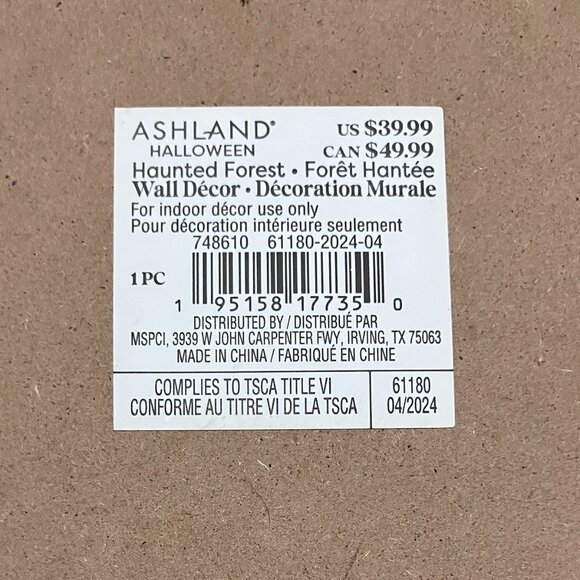 ASHLAND® US $39.99
HALLOWEEN CAN $49.99
Haunted Forest • Forêt Hantée
Wall Décor • Décoration Murale
For indoor décor use only
Pour décoration intérieure seulement
748610 61180-2024-04
1 PC
1 95158 17735 0
DISTRIBUTED BY / DISTRIBUÉ PAR
MSPCI, 3939 W JOHN CARPENTER FWY, IRVING, TX 75063
MADE IN CHINA / FABRIQUÉ EN CHINE
COMPLIES TO TSCA TITLE VI 61180
CONFORME AU TITRE VI DE LA TSCA 04/2024